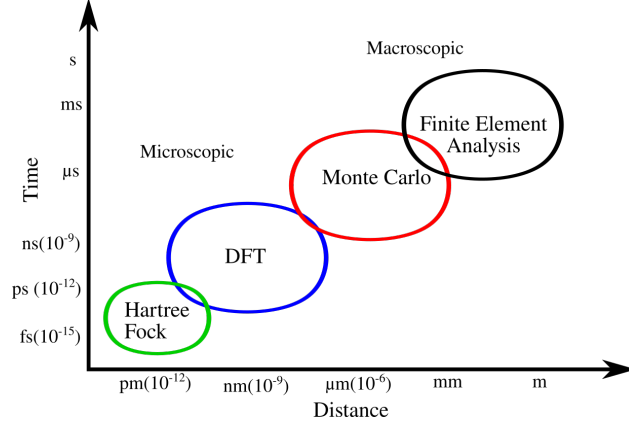 Macroscopic
s
ms
Finite Element
Analysis
Microscopic
Time
µs
Monte Carlo
ns(10-9)
DFT
ps (10-12)
Hartree
Fock
fs(10-15)
pm(10-12)
nm(10-9)
µm(10-6)
mm
m
Distance